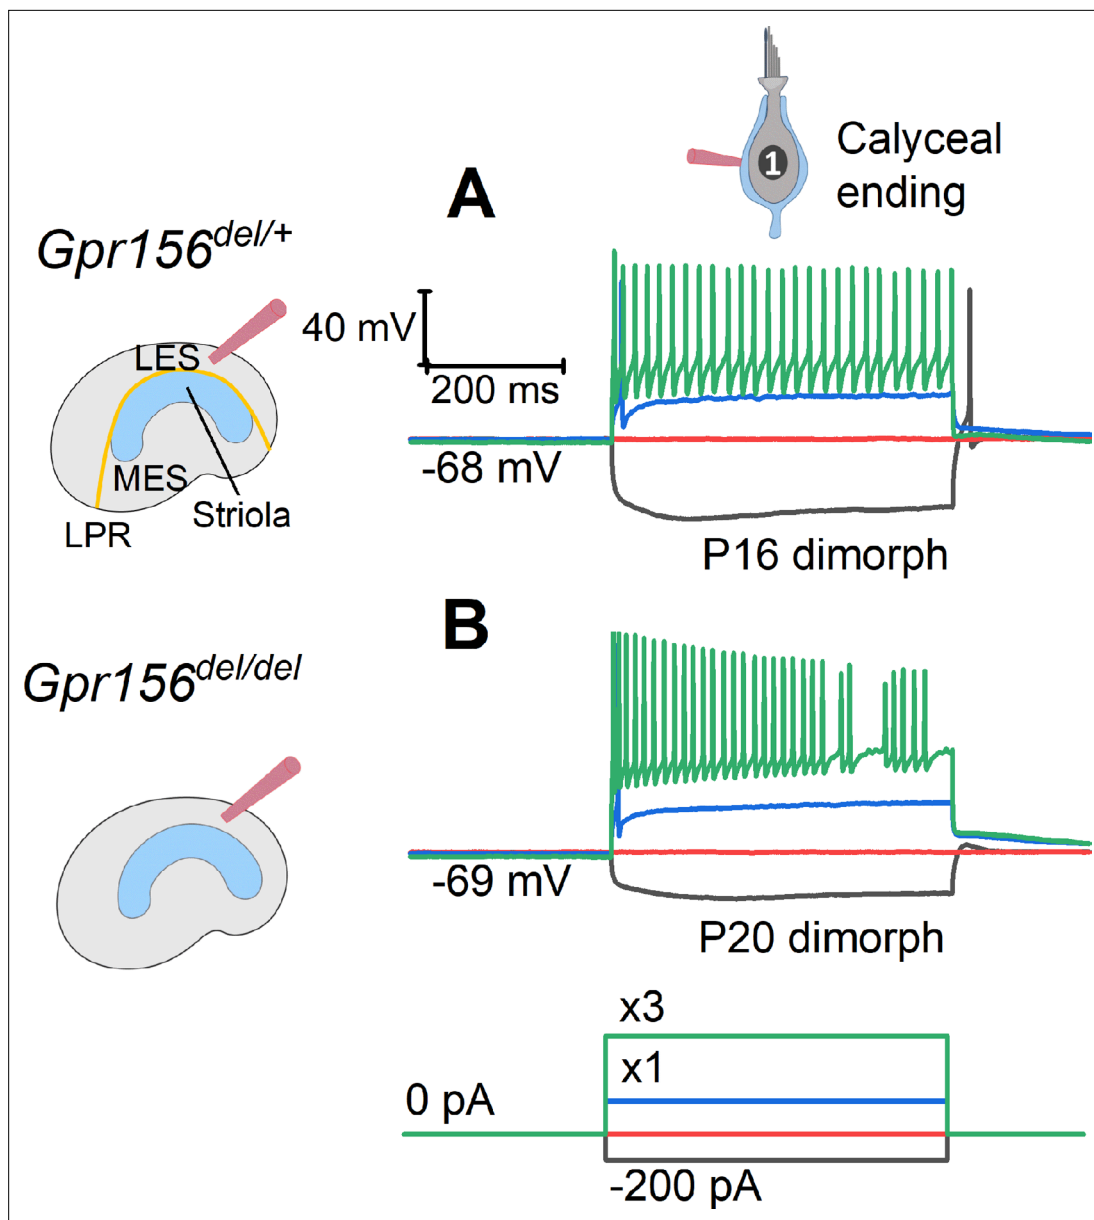 1
Calyceal
ending
A
Gpr156del/+
40 mV
200 ms
LES
MES
Striola
LPR
-68 mV
P16 dimorph
B
Gpr156del/del
-69 mV
P20 dimorph
x3
x1
0 pA
-200 pA